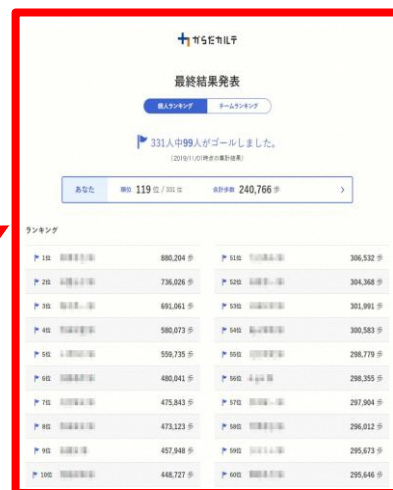 からだカルテ
最終結果発表
個人ランキング
チームランキング
331人中99人がゴールしました。
(2019/11/01時点の集計結果)
あなた 順位 119 位 / 331 位 合計歩数 240,766 歩
ランキング
1位 880,204 歩
2位 736,026 歩
3位 691,061 歩
4位 580,073 歩
5位 559,735 歩
6位 480,041 歩
7位 475,843 歩
8位 473,123 歩
9位 457,948 歩
10位 448,727 歩
51位 306,532 歩
52位 304,368 歩
53位 301,991 歩
54位 300,583 歩
55位 298,779 歩
56位 298,355 歩
57位 297,904 歩
58位 296,012 歩
59位 295,673 歩
60位 295,646 歩